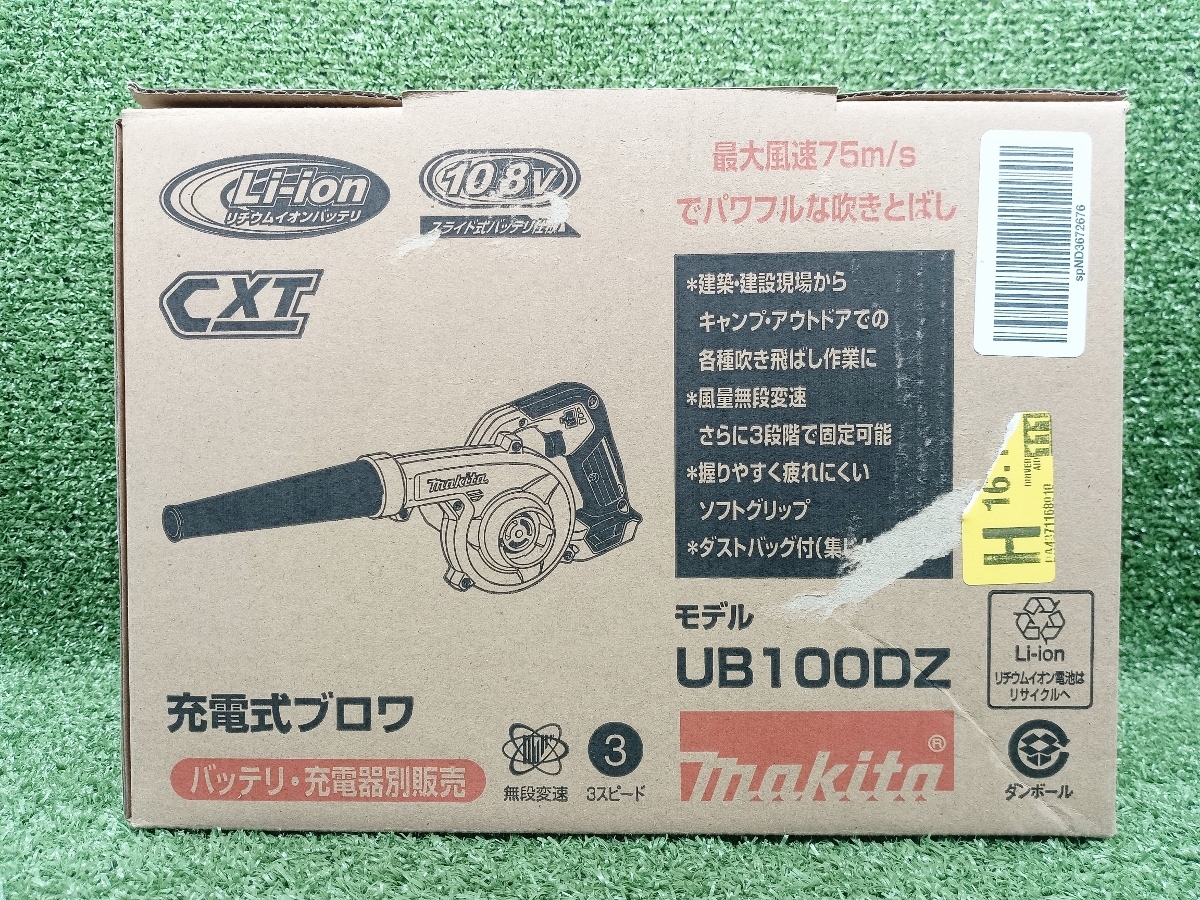 Li-ion
リチウムイオンバッテリ
10.8V
スライド式バッテリ仕様
CXT
最大風速75m/s
でパワフルな吹きとばし
*建築・建設現場から
キャンプ・アウトドアでの
各種吹き飛ばし作業に
*風量無段変速
さらに3段階で固定可能
*握りやすく疲れにくい
ソフトグリップ
*ダストバッグ付(集じ
spND3672676
H 16.
makita
モデル
UB100DZ
Li-ion
リチウムイオン電池は
リサイクルへ
充電式ブロワ
バッテリ・充電器別販売
無段変速
3
3スピード
makita®
ダンボール